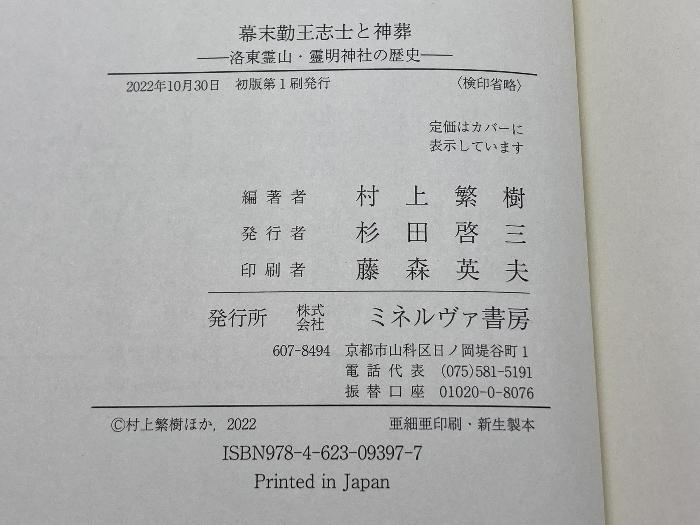 幕末勤王志士と神葬
――洛東霊山・靈明神社の歴史――
2022年10月30日　初版第1刷発行　〈検印省略〉
定価はカバーに
表示しています
編著者　村上繁樹
発行者　杉田啓三
印刷者　藤森英夫
発行所　株式会社　ミネルヴァ書房
607-8494　京都市山科区日ノ岡堤谷町1
電話代表　(075)581-5191
振替口座　01020-0-8076
©村上繁樹ほか, 2022　亜細亜印刷・新生製本
ISBN978-4-623-09397-7
Printed in Japan